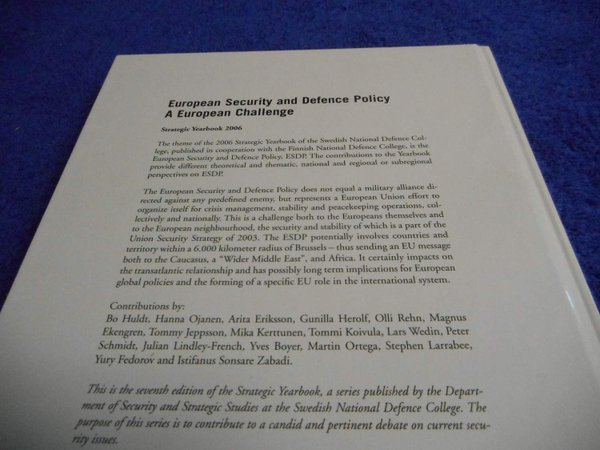 European Security and Defence Policy
A European Challenge
Strategic Yearbook 2006
The theme of the 2006 Strategic Yearbook of the Swedish National Defence Col-
lege, published in cooperation with the Finnish National Defence College, is the
European Security and Defence Policy, ESDP. The contributions to the Yearbook
provide different theoretical and thematic, national and regional or subregional
perspectives on ESDP.
The European Security and Defence Policy does not equal a military alliance di-
rected against any predefined enemy, but represents a European Union effort to
organize itself for crisis management, stability and peacekeeping operations, col-
lectively and nationally. This is a challenge both to the Europeans themselves and
to the European neighbourhood, the security and stability of which is a part of the
Union Security Strategy of 2003. The ESDP potentially involves countries and
territory within a 6.000 kilometer radius of Brussels – thus sending an EU message
both to the Caucasus, a “Wider Middle East”, and Africa. It certainly impacts on
the transatlantic relationship and has possibly long term implications for European
global policies and the forming of a specific EU role in the international system.
Contributions by:
Bo Huldt, Hanna Ojanen, Arita Eriksson, Gunilla Herolf, Olli Rehn, Magnus
Ekengren, Tommy Jeppsson, Mika Kerttunen, Tommi Koivula, Lars Wedin, Peter
Schmidt, Julian Lindley-French, Yves Boyer, Martin Ortega, Stephen Larrabee,
Yury Fedorov and Istifanus Sonsare Zabadi.
This is the seventh edition of the Strategic Yearbook, a series published by the Depart-
ment of Security and Strategic Studies at the Swedish National Defence College. The
purpose of this series is to contribute to a candid and pertinent debate on current secu-
rity issues.